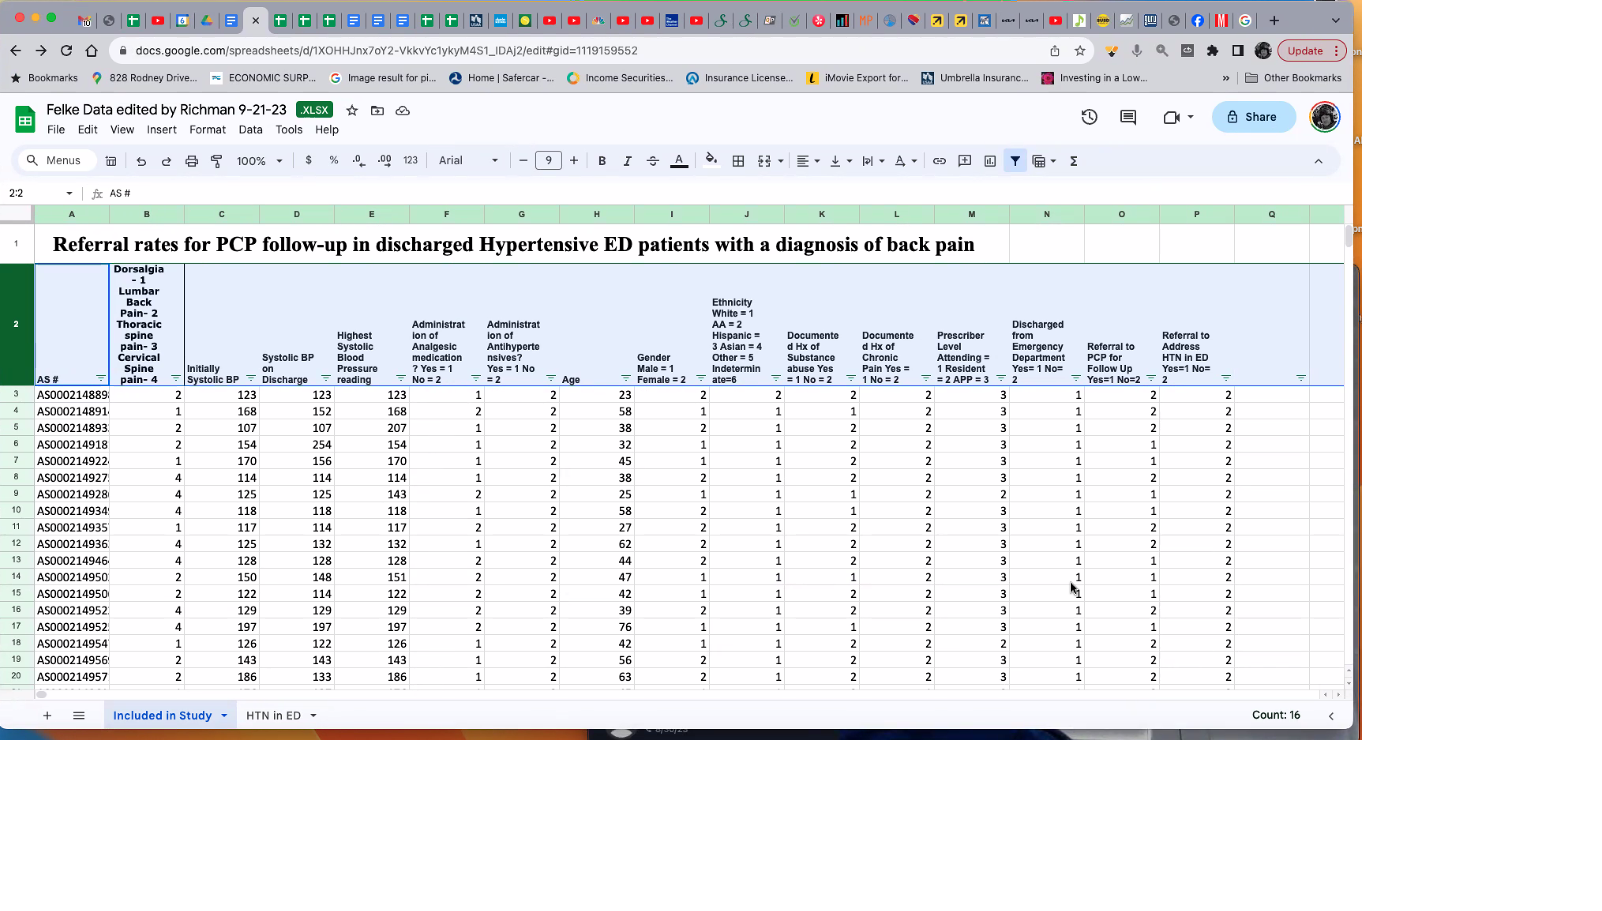 docs.google.com/spreadsheets/d/1XOHHJnx7oY2-VkkvYc1ykyM4S1_IDAj2/edit#gid=1119159552
Update
Bookmarks 828 Rodney Drive... ECONOMIC SURP... Image result for pi... Home | Safercar -... Income Securities... Insurance License... iMovie Export for... Umbrella Insuranc... Investing in a Low... » Other Bookmarks
Felke Data edited by Richman 9-21-23 .XLSX
File Edit View Insert Format Data Tools Help
Share
Menus 100% $ % .0 .00 123 Arial 9 B I A
2:2 fx AS #
A B C D E F G H I J K L M N O P Q
1 Referral rates for PCP follow-up in discharged Hypertensive ED patients with a diagnosis of back pain
2
AS #
Dorsalgia
- 1
Lumbar
Back
Pain- 2
Thoracic
spine
pain- 3
Cervical
Spine
pain- 4
Initially
Systolic BP
Systolic BP
on
Discharge
Highest
Systolic
Blood
Pressure
reading
Administrat
ion of
Analgesic
medication
? Yes = 1
No = 2
Administrat
ion of
Antihyperte
nsives?
Yes = 1 No
= 2
Age
Gender
Male = 1
Female = 2
Ethnicity
White = 1
AA = 2
Hispanic =
3 Asian = 4
Other = 5
Indetermin
ate=6
Documente
d Hx of
Substance
abuse Yes
= 1 No = 2
Documente
d Hx of
Chronic
Pain Yes =
1 No = 2
Prescriber
Level
Attending =
1 Resident
= 2 APP = 3
Discharged
from
Emergency
Department
Yes= 1 No=
2
Referral to
PCP for
Follow Up
Yes=1 No=2
Referral to
Address
HTN in ED
Yes=1 No=
2
3 AS000214889 2 123 123 123 1 2 23 2 2 2 2 3 1 2 2
4 AS000214891 1 168 152 168 2 2 58 1 1 1 2 3 1 2 2
5 AS000214893 2 107 107 207 1 2 38 2 1 2 2 3 1 2 2
6 AS000214918 2 154 254 154 1 2 32 1 1 2 2 3 1 1 2
7 AS000214922 1 170 156 170 1 2 45 1 1 2 2 3 1 1 2
8 AS000214927 4 114 114 114 1 2 38 2 1 2 2 3 1 1 2
9 AS000214928 4 125 125 143 2 2 25 1 1 1 2 2 1 1 2
10 AS000214934 4 118 118 118 1 2 58 2 1 1 2 3 1 1 2
11 AS000214935 1 117 114 117 2 2 27 1 1 2 2 3 1 2 2
12 AS000214936 4 125 132 132 1 2 62 2 1 2 2 3 1 2 2
13 AS000214946 4 128 128 128 2 2 44 2 1 2 2 3 1 1 2
14 AS000214950 2 150 148 151 2 2 47 1 1 1 2 3 1 1 2
15 AS000214950 2 122 114 122 2 2 42 1 1 2 2 3 1 1 2
16 AS000214952 4 129 129 129 2 2 39 2 1 2 2 3 1 2 2
17 AS000214952 4 197 197 197 2 2 76 1 1 1 2 3 1 1 2
18 AS000214954 1 126 122 126 1 2 42 1 1 2 2 2 1 2 2
19 AS000214956 2 143 143 143 1 2 56 2 1 2 2 3 1 2 2
20 AS000214957 2 186 133 186 1 2 63 2 1 2 2 3 1 2 2
Included in Study HTN in ED Count: 16